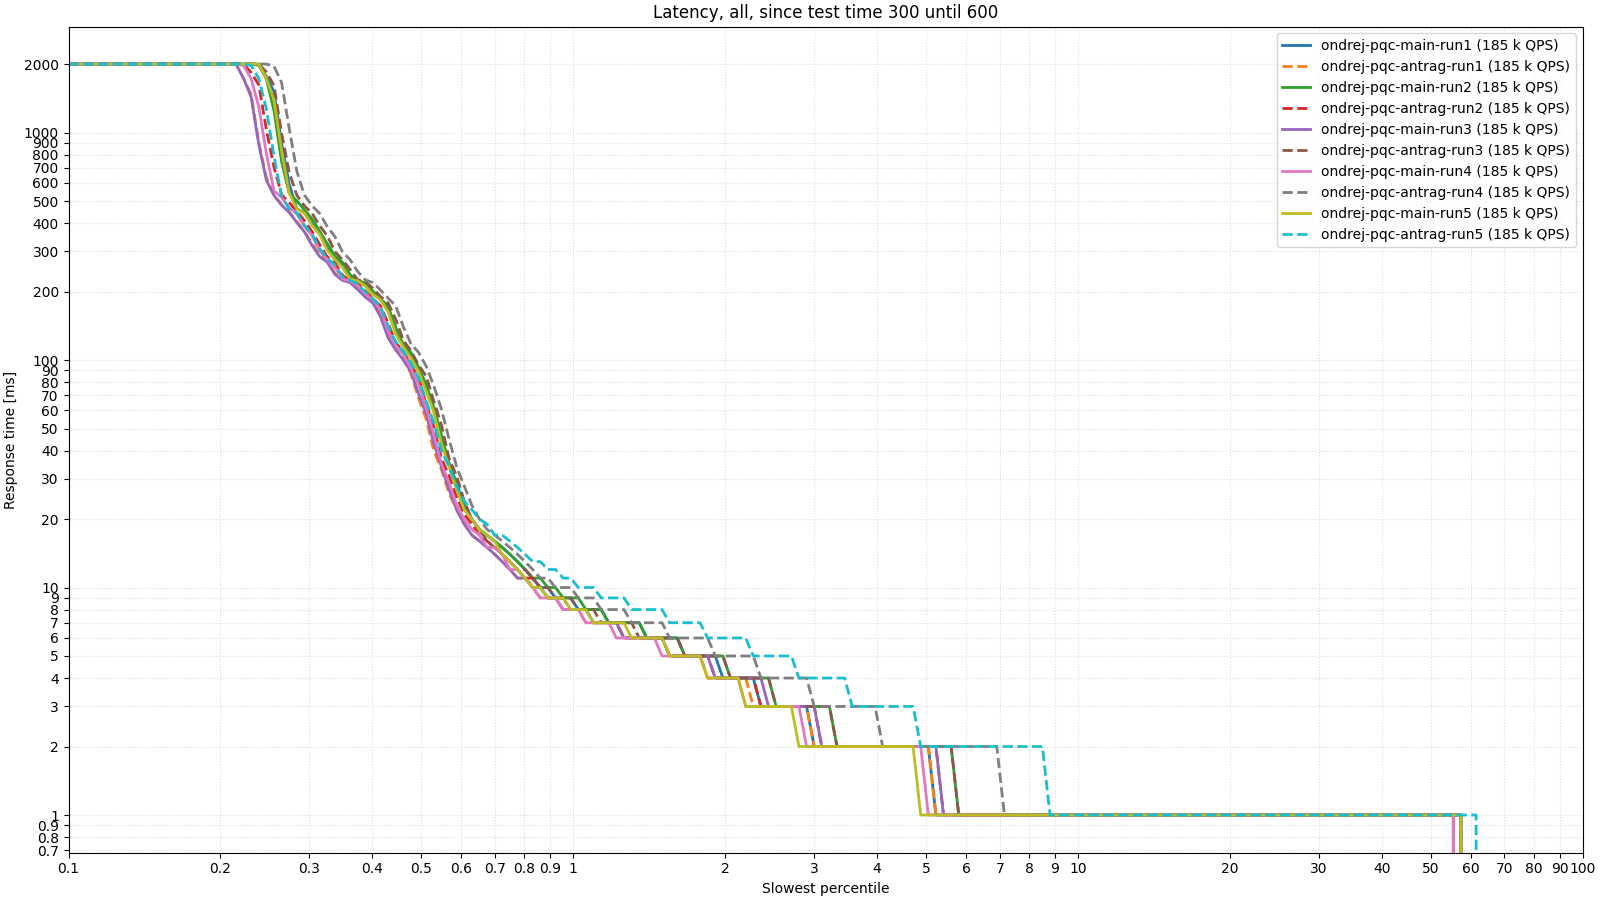 Latency, all, since test time 300 until 600
ondrej-pqc-main-run1 (185 k QPS)
ondrej-pqc-antrag-run1 (185 k QPS)
ondrej-pqc-main-run2 (185 k QPS)
ondrej-pqc-antrag-run2 (185 k QPS)
ondrej-pqc-main-run3 (185 k QPS)
ondrej-pqc-antrag-run3 (185 k QPS)
ondrej-pqc-main-run4 (185 k QPS)
ondrej-pqc-antrag-run4 (185 k QPS)
ondrej-pqc-main-run5 (185 k QPS)
ondrej-pqc-antrag-run5 (185 k QPS)
Response time [ms]
2000
1000
900
800
700
600
500
400
300
200
100
90
80
70
60
50
40
30
20
10
9
8
7
6
5
4
3
2
1
0.9
0.8
0.7
0.1 0.2 0.3 0.4 0.5 0.6 0.7 0.8 0.9 1 2 3 4 5 6 7 8 9 10 20 30 40 50 60 70 80 90 100
Slowest percentile